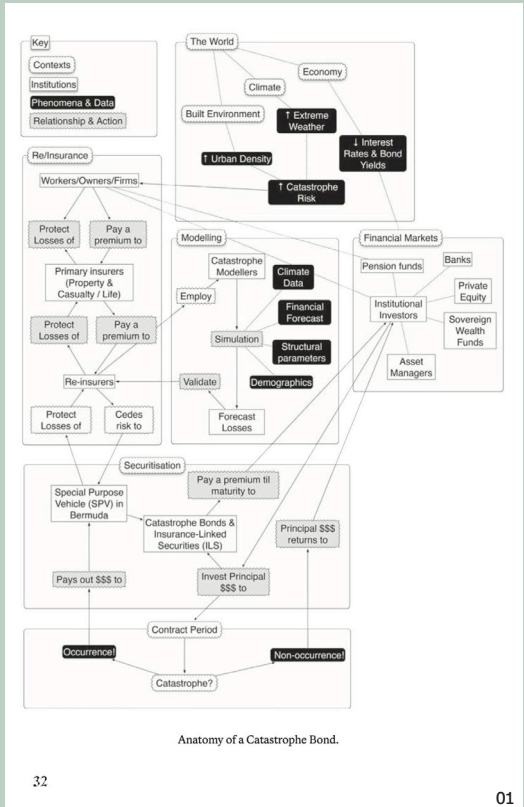 Key
Contexts
Institutions
Phenomena & Data
Relationship & Action
The World
Economy
Climate
Built Environment
↑ Extreme
Weather
↑ Urban Density
↓ Interest
Rates & Bond
Yields
↑ Catastrophe
Risk
Re/Insurance
Workers/Owners/Firms
Protect
Losses of
Pay a
premium to
Primary insurers
(Property &
Casualty / Life)
Protect
Losses of
Pay a
premium to
Re-insurers
Protect
Losses of
Cedes
risk to
Modelling
Catastrophe
Modellers
Employ
Climate
Data
Financial
Forecast
Simulation
Structural
parameters
Validate
Demographics
Forecast
Losses
Financial Markets
Pension funds
Banks
Institutional
Investors
Private
Equity
Sovereign
Wealth
Funds
Asset
Managers
Securitisation
Special Purpose
Vehicle (SPV) in
Bermuda
Pay a premium til
maturity to
Catastrophe Bonds &
Insurance-Linked
Securities (ILS)
Principal $$$
returns to
Pays out $$$ to
Invest Principal
$$$ to
Contract Period
Occurrence!
Non-occurrence!
Catastrophe?
Anatomy of a Catastrophe Bond.
32
01